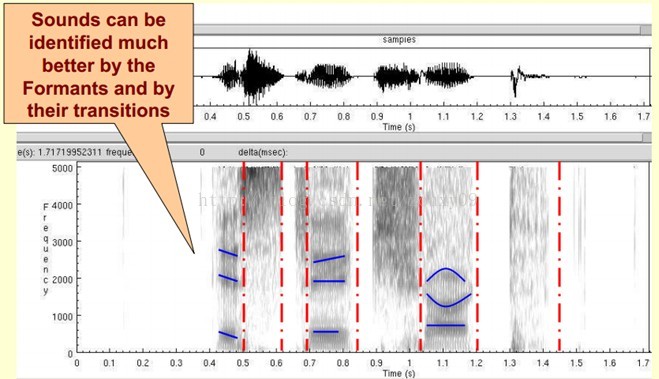 Sounds can be
identified much
better by the
Formants and by
their transitions
samples
0.4 0.5 0.6 0.7 0.8 0.9 1 1.1 1.2 1.3 1.4 1.5 1.6 1.7
Time (s)
e(s): 1.71719952311 freque 0 delta(msec):
5000
4000
3000
2000
1000
0
Frequency
0 0.1 0.2 0.3 0.4 0.5 0.6 0.7 0.8 0.9 1 1.1 1.2 1.3 1.4 1.5 1.6 1.7
Time (s)